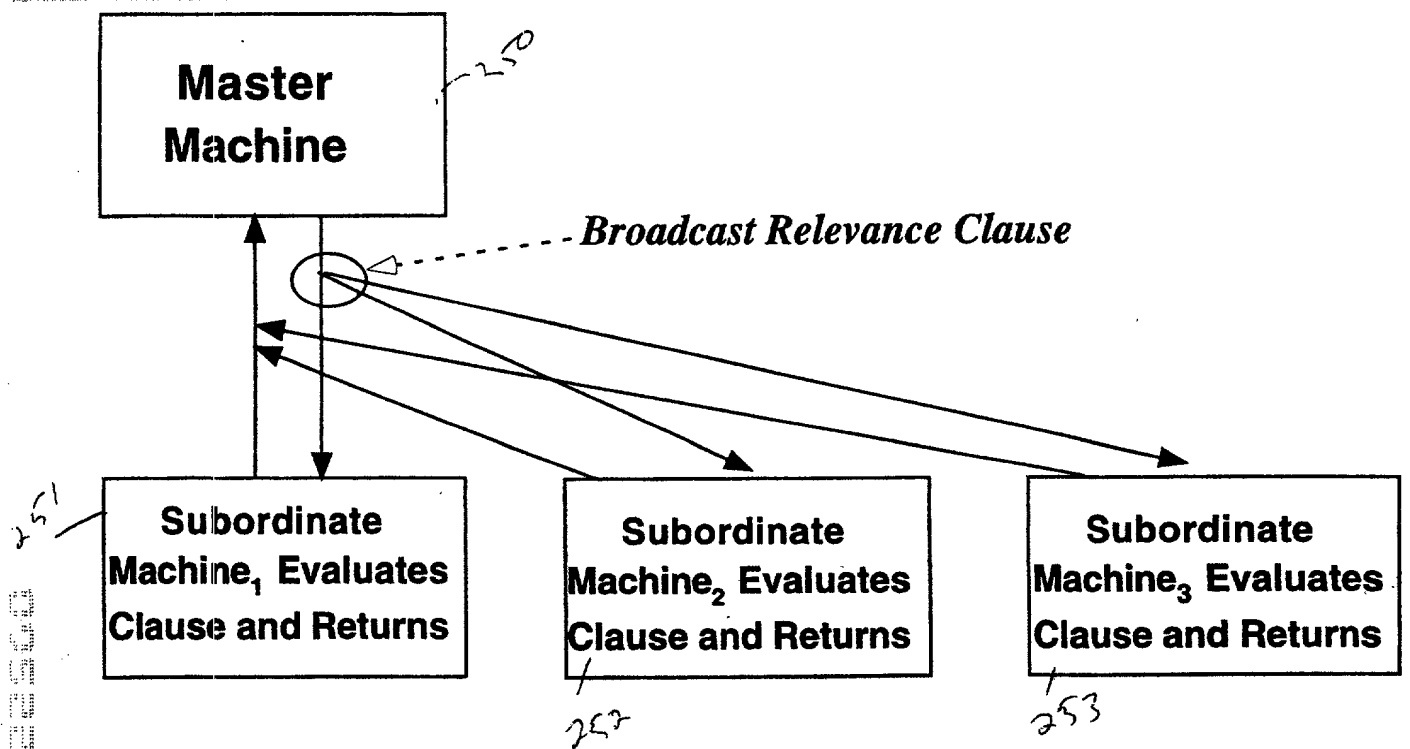 Master
Machine
250
Broadcast Relevance Clause
251
Subordinate
Machine₁ Evaluates
Clause and Returns
Subordinate
Machine₂ Evaluates
Clause and Returns
252
Subordinate
Machine₃ Evaluates
Clause and Returns
253